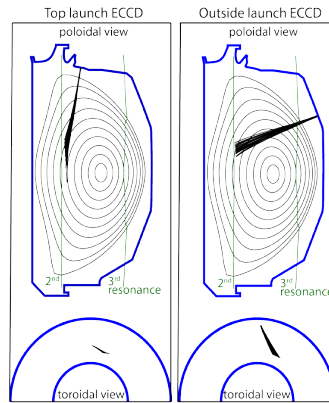 Top launch ECCD
poloidal view
2nd
3rd
resonance
toroidal view
Outside launch ECCD
poloidal view
2nd
3rd
resonance
toroidal view